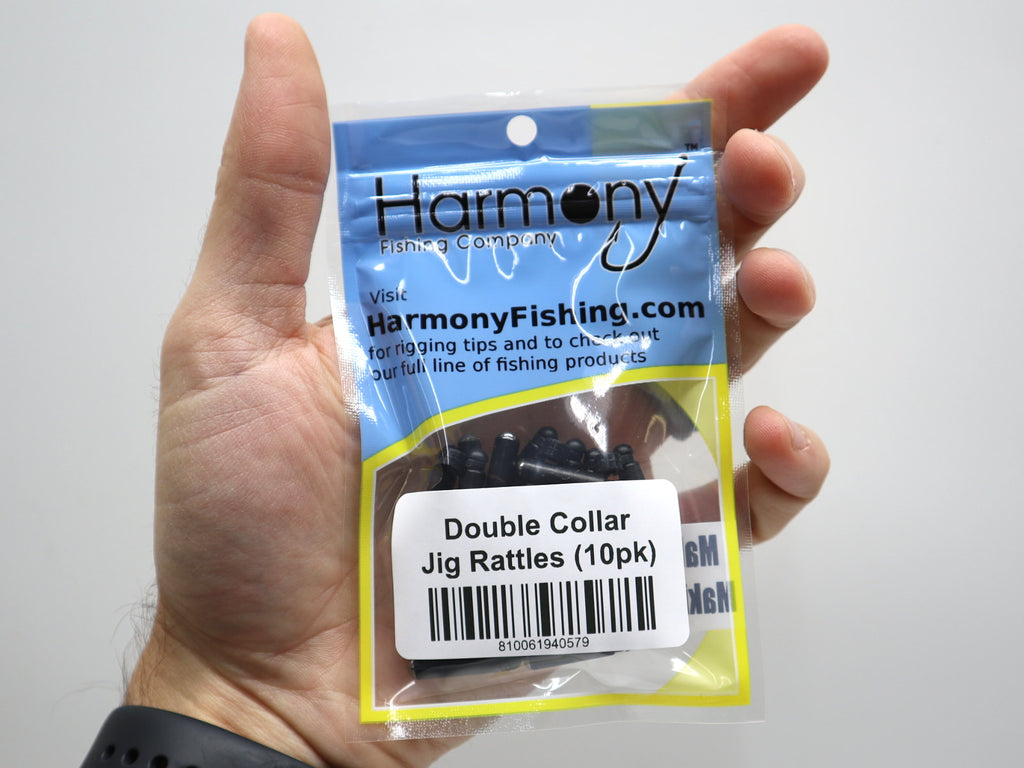 Harmony™
Fishing Company
Visit
HarmonyFishing.com
for rigging tips and to check out
our full line of fishing products
Double Collar
Jig Rattles (10pk)
810061940579